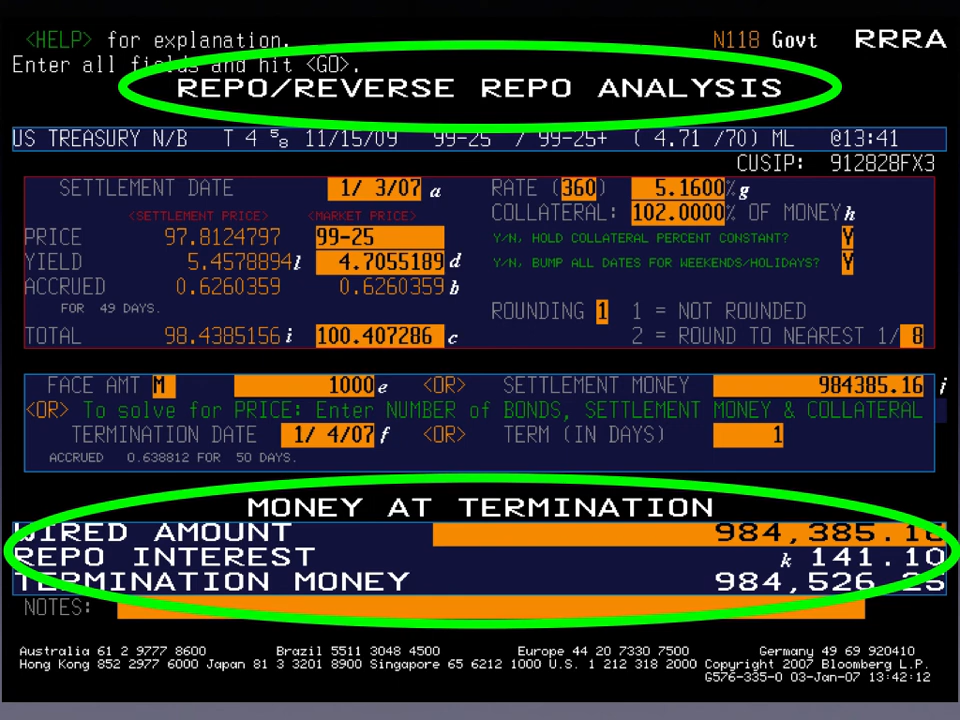 <HELP> for explanation. N118 Govt RRRA
Enter all fields and hit <GO>.
REPO/REVERSE REPO ANALYSIS
US TREASURY N/B T 4 5/8 11/15/09 99-25 / 99-25+ ( 4.71 /70) ML @13:41
CUSIP: 912828FX3
SETTLEMENT DATE 1/ 3/07 a RATE (360) 5.1600% g
<SETTLEMENT PRICE> <MARKET PRICE> COLLATERAL: 102.0000% OF MONEY h
PRICE 97.8124797 99-25 Y/N, HOLD COLLATERAL PERCENT CONSTANT? Y
YIELD 5.4578894 l 4.7055189 d Y/N, BUMP ALL DATES FOR WEEKENDS/HOLIDAYS? Y
ACCRUED 0.6260359 0.6260359 b
FOR 49 DAYS. ROUNDING 1 1 = NOT ROUNDED
TOTAL 98.4385156 i 100.407286 c 2 = ROUND TO NEAREST 1/ 8
FACE AMT M 1000 e <OR> SETTLEMENT MONEY 984385.16 j
<OR> To solve for PRICE: Enter NUMBER of BONDS, SETTLEMENT MONEY & COLLATERAL
TERMINATION DATE 1/ 4/07 f <OR> TERM (IN DAYS) 1
ACCRUED 0.638812 FOR 50 DAYS.
MONEY AT TERMINATION
WIRED AMOUNT 984,385.16
REPO INTEREST k 141.10
TERMINATION MONEY 984,526.25
NOTES:
Australia 61 2 9777 8600 Brazil 5511 3048 4500 Europe 44 20 7330 7500 Germany 49 69 920410
Hong Kong 852 2977 6000 Japan 81 3 3201 8900 Singapore 65 6212 1000 U.S. 1 212 318 2000 Copyright 2007 Bloomberg L.P.
G576-335-0 03-Jan-07 13:42:12